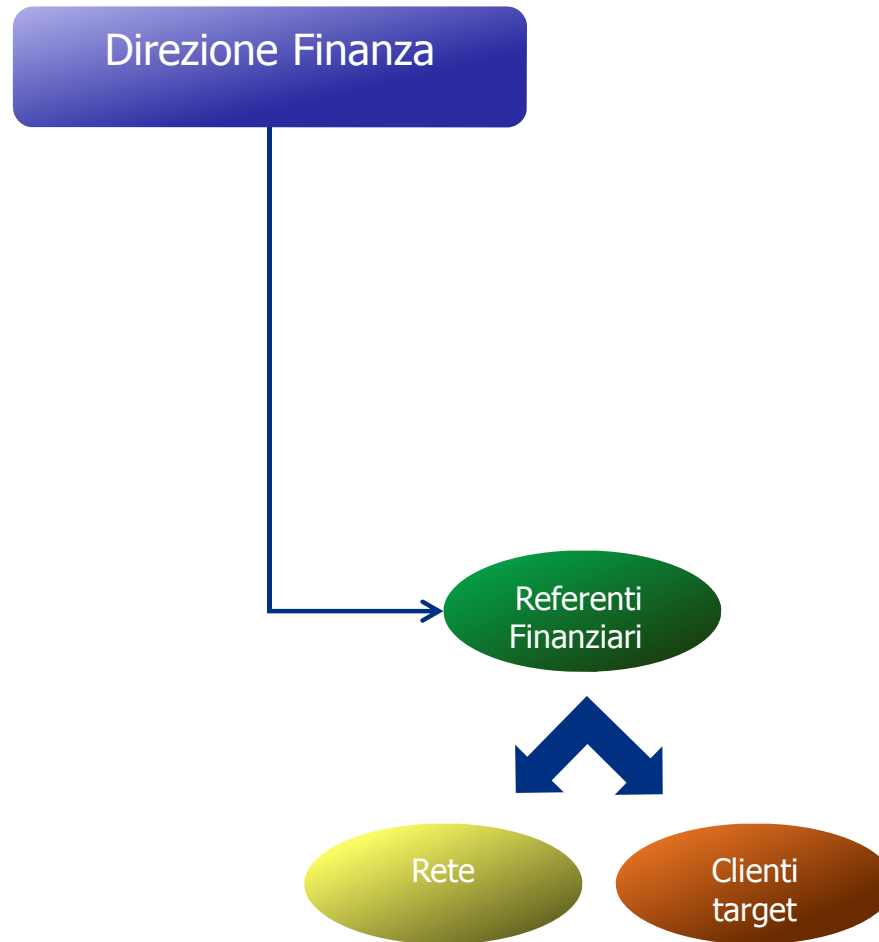 Direzione Finanza
Referenti
Finanziari
Rete
Clienti
target